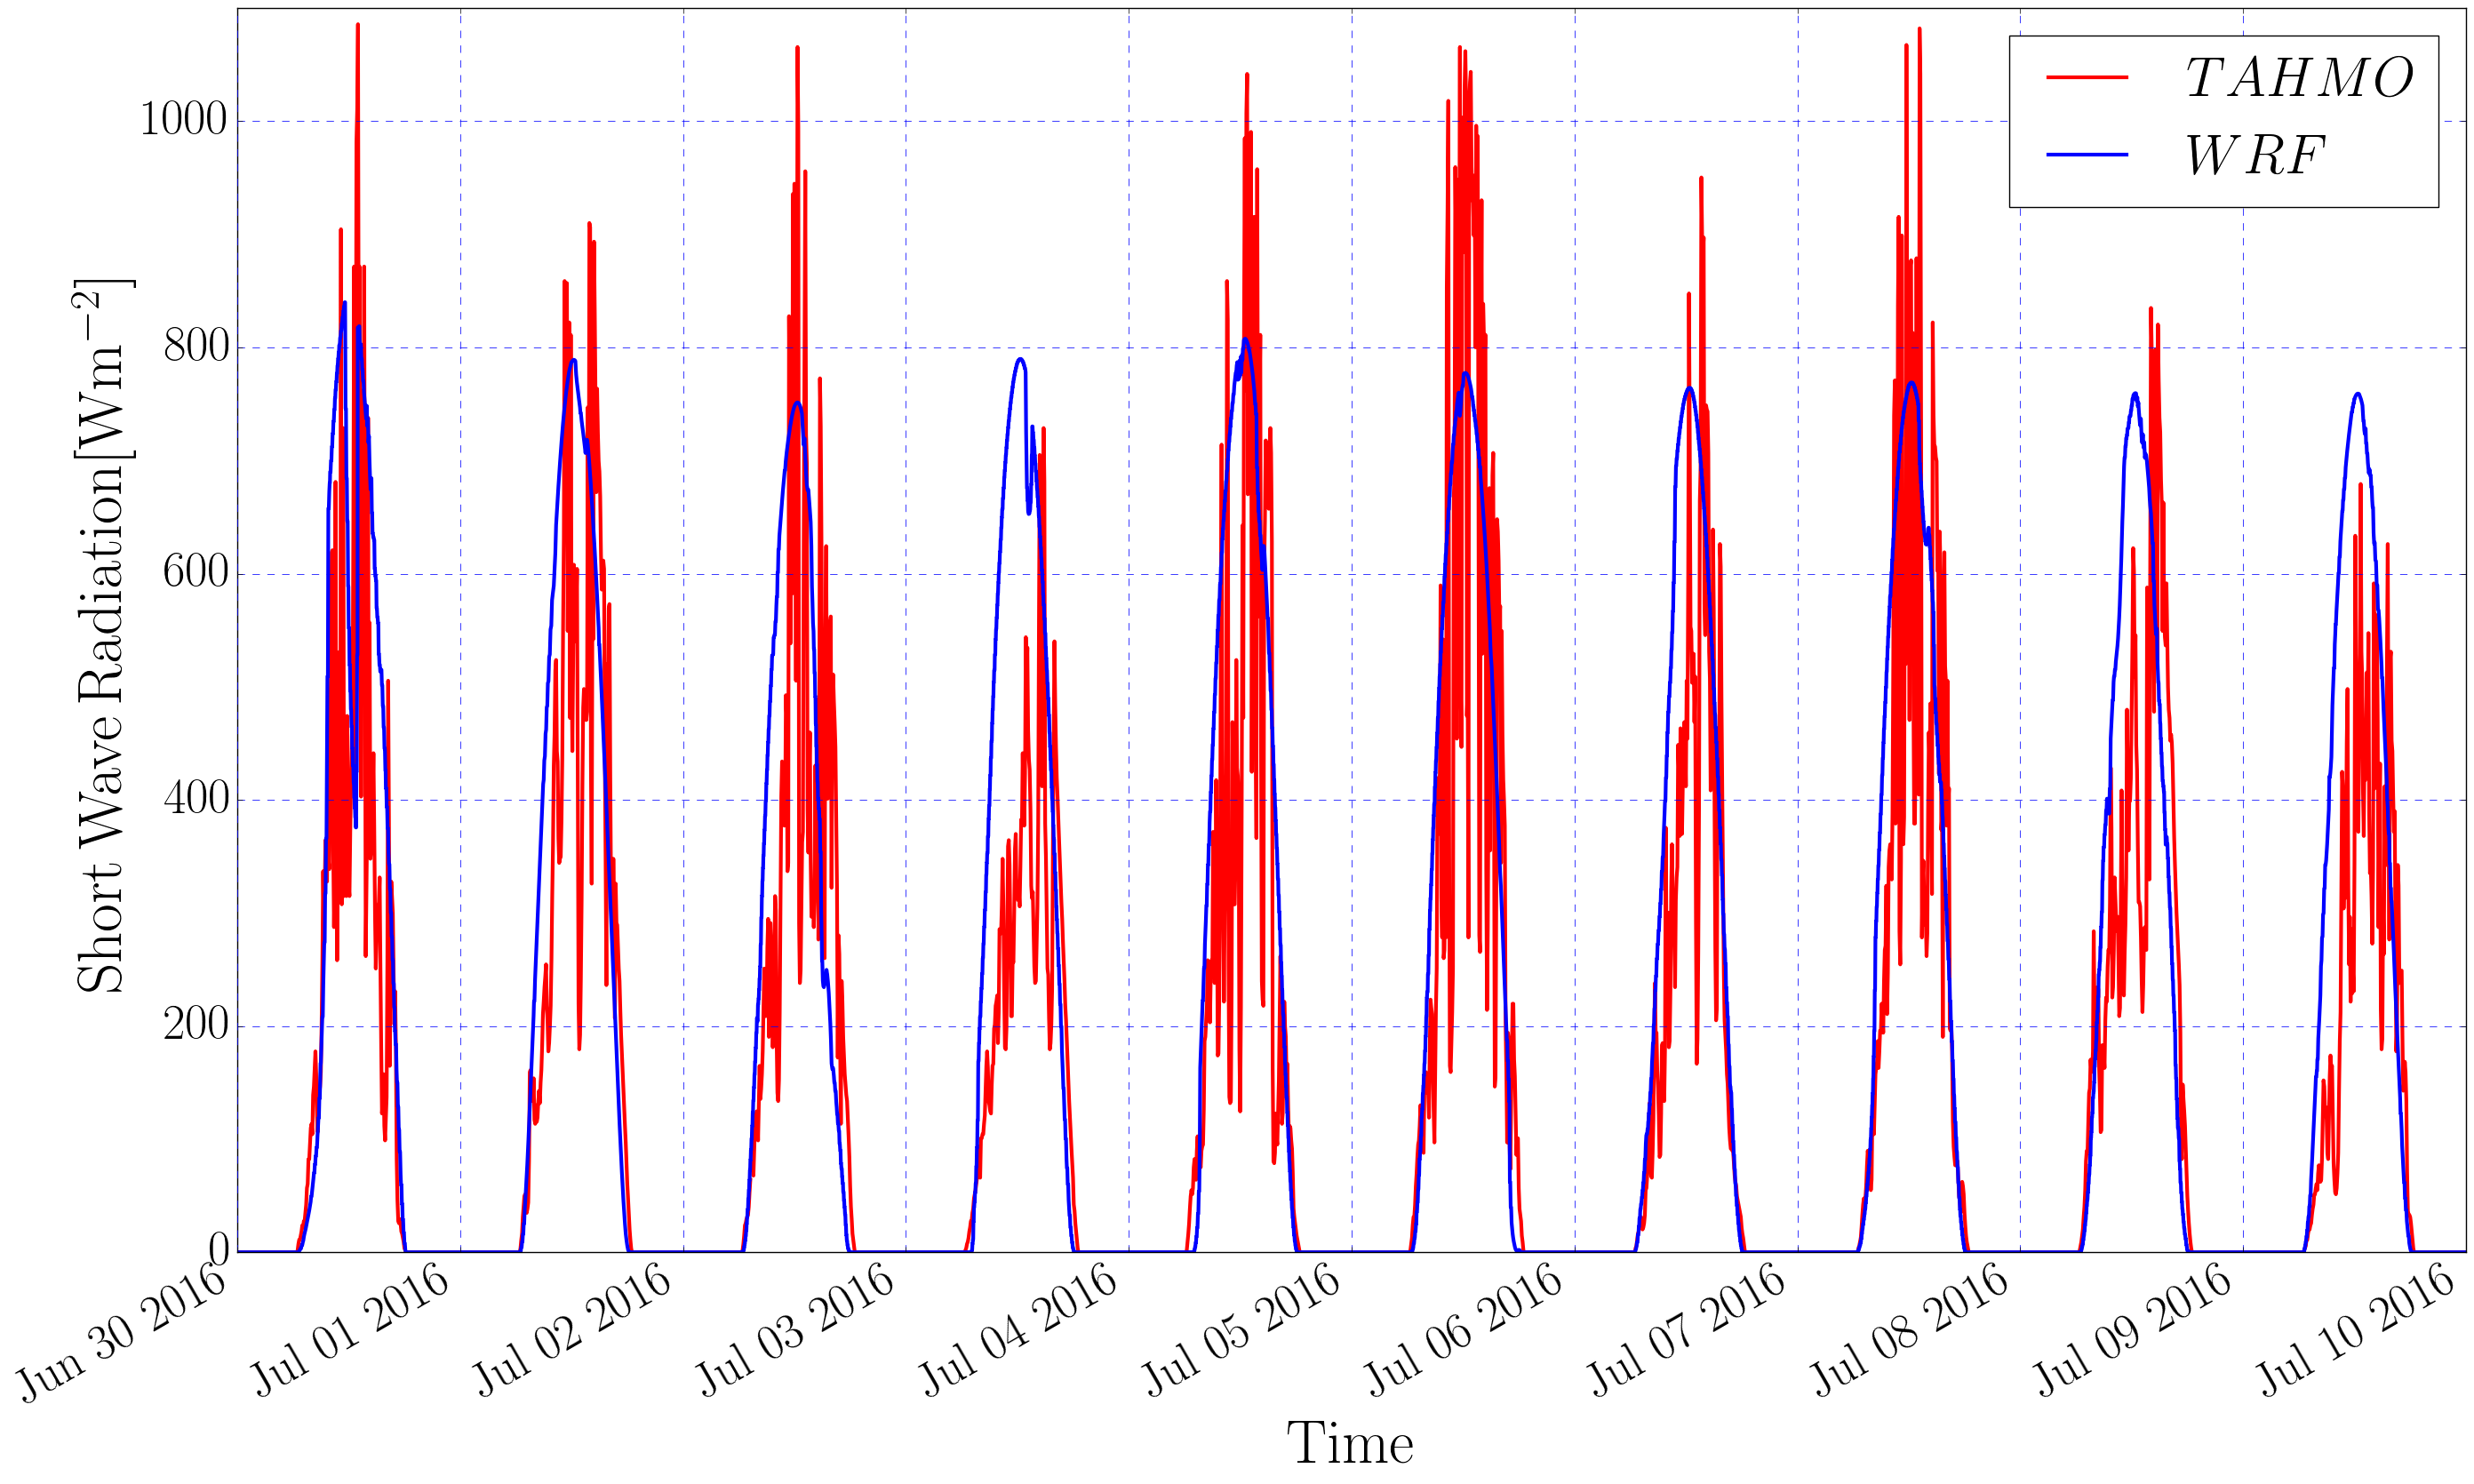 TAHMO
WRF
Short Wave Radiation[Wm⁻²]
1000
800
600
400
200
0
Jun 30 2016
Jul 01 2016
Jul 02 2016
Jul 03 2016
Jul 04 2016
Jul 05 2016
Jul 06 2016
Jul 07 2016
Jul 08 2016
Jul 09 2016
Jul 10 2016
Time